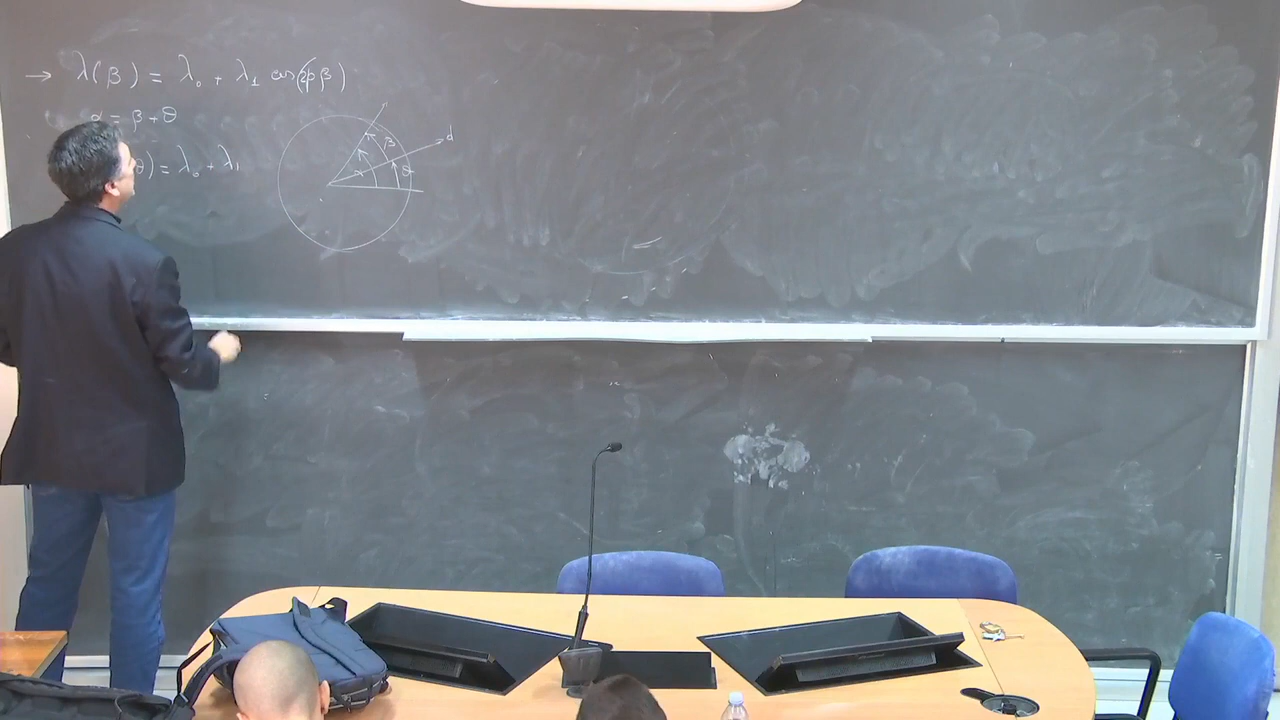 → λ(β) = λ₀ + λ₁ cos(2pβ)
α = β + θ
θ) = λ₀ + λ₁
d
β
α
θ